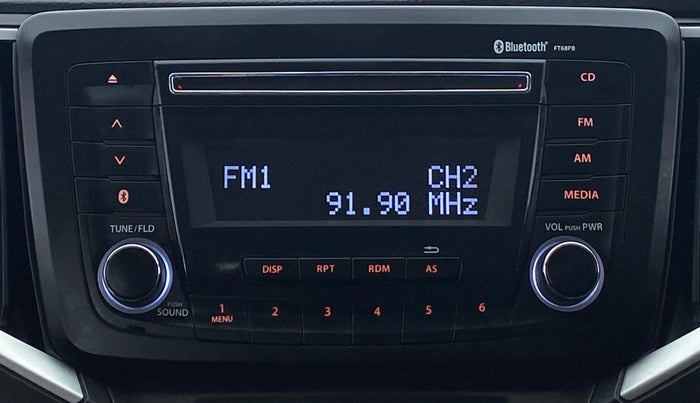 Bluetooth® FT68PB
CD
FM
AM
MEDIA
FM1 CH2
91.90 MHz
TUNE/FLD
VOL PUSH PWR
DISP RPT RDM AS
PUSH
SOUND
1 2 3 4 5 6
MENU